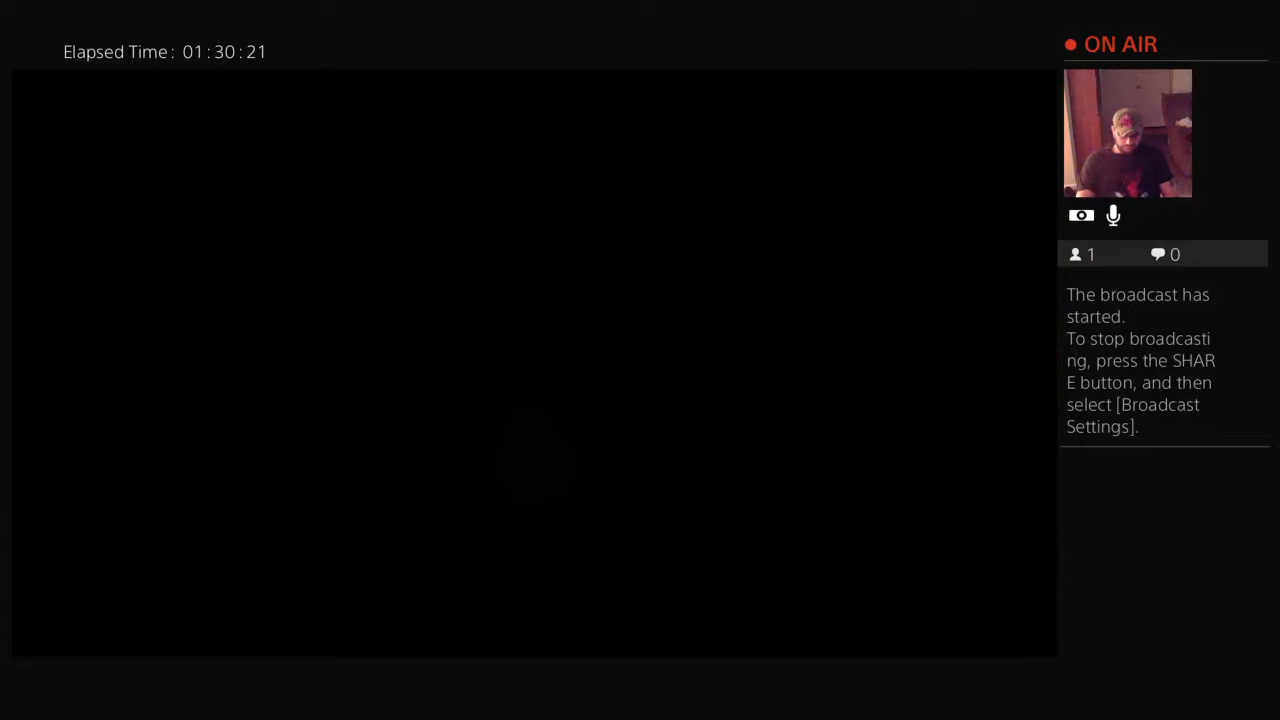 Elapsed Time: 01:30:21
ON AIR
1
0
The broadcast has
started.
To stop broadcasti
ng, press the SHAR
E button, and then
select [Broadcast
Settings].